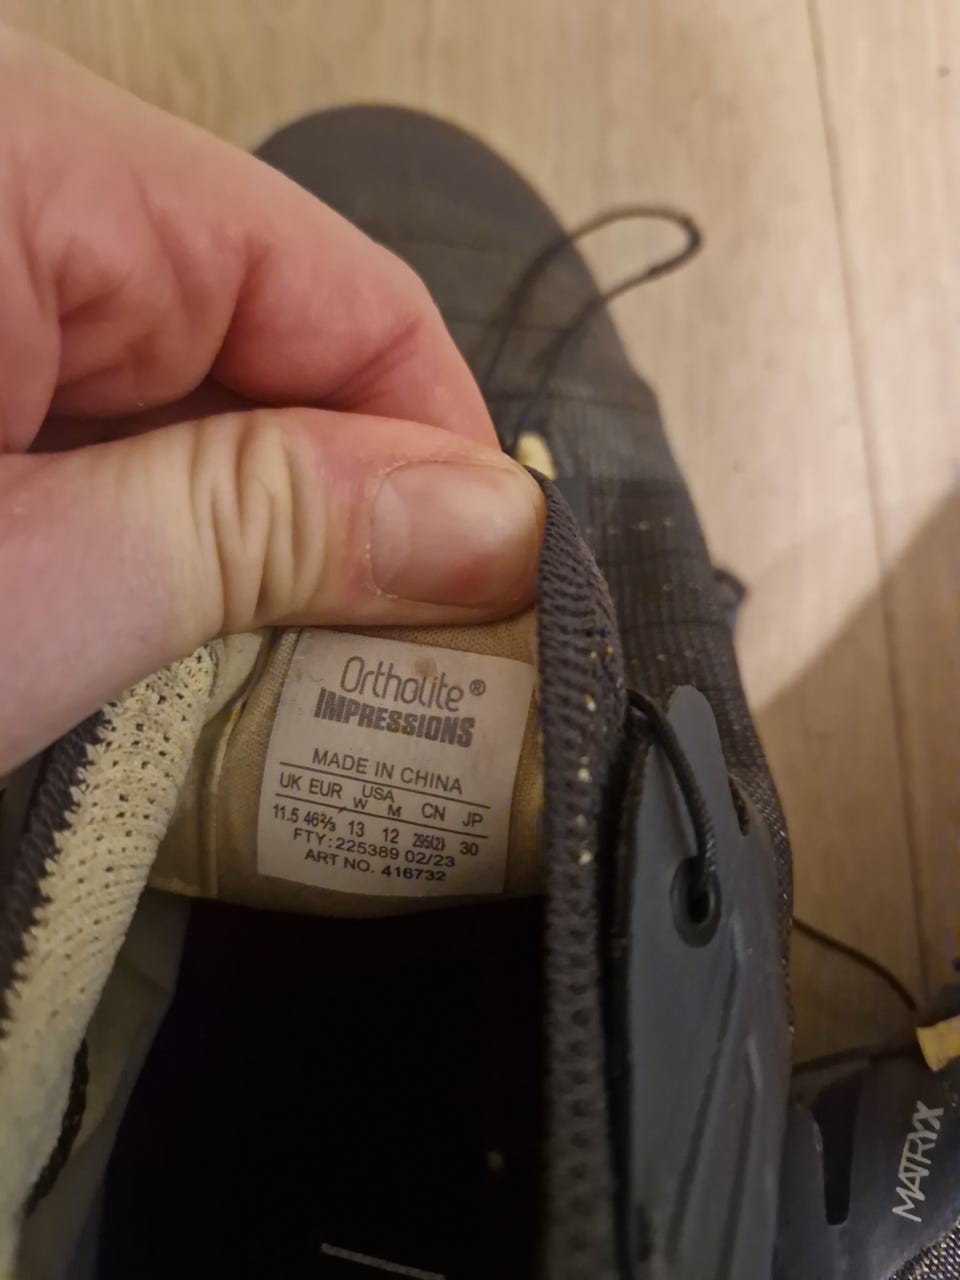 Ortholite®
IMPRESSIONS
MADE IN CHINA
UK EUR USA CN JP
W M
11.5 46⅔ 13 12 295(2) 30
FTY: 225389 02/23
ART NO. 416732
MATRYX